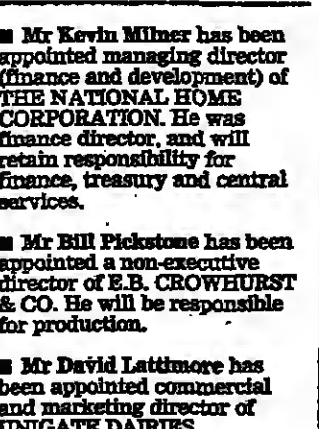 ■ Mr Kevin Milner has been
appointed managing director
(finance and development) of
THE NATIONAL HOME
CORPORATION. He was
finance director, and will
retain responsibility for
finance, treasury and central
services.
■ Mr Bill Pickstone has been
appointed a non-executive
director of E.B. CROWHURST
& CO. He will be responsible
for production.
■ Mr David Lattimore has
been appointed commercial
and marketing director of
UNIGATE DAIRIES